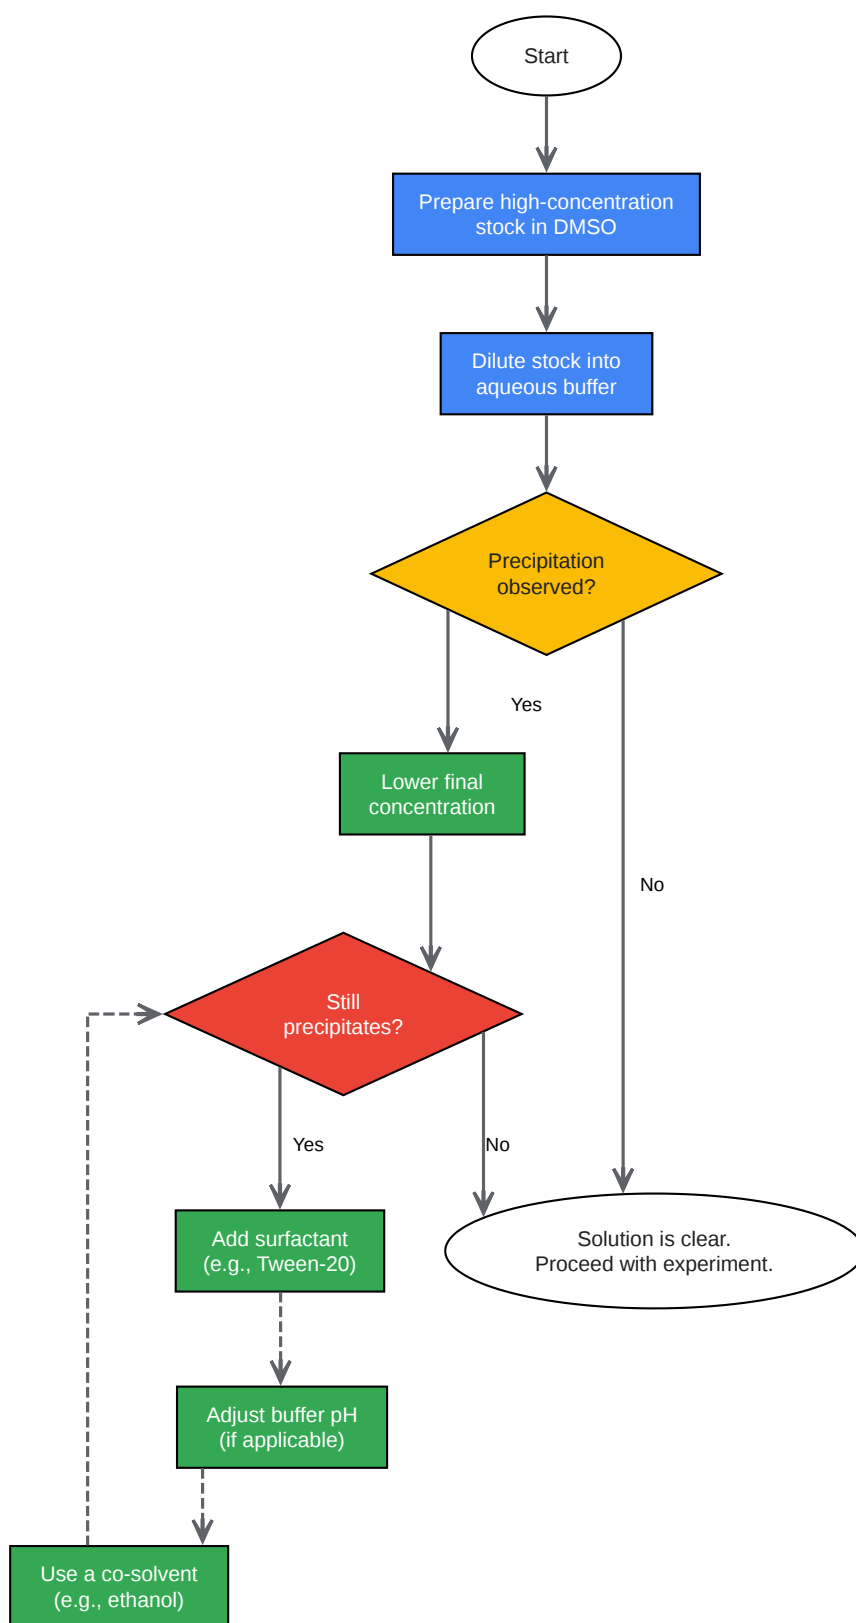 Start
Prepare high-concentration
stock in DMSO
Dilute stock into
aqueous buffer
Precipitation
observed?
Yes
Lower final
concentration
No
Still
precipitates?
Yes
No
Add surfactant
(e.g., Tween-20)
Solution is clear.
Proceed with experiment.
Adjust buffer pH
(if applicable)
Use a co-solvent
(e.g., ethanol)